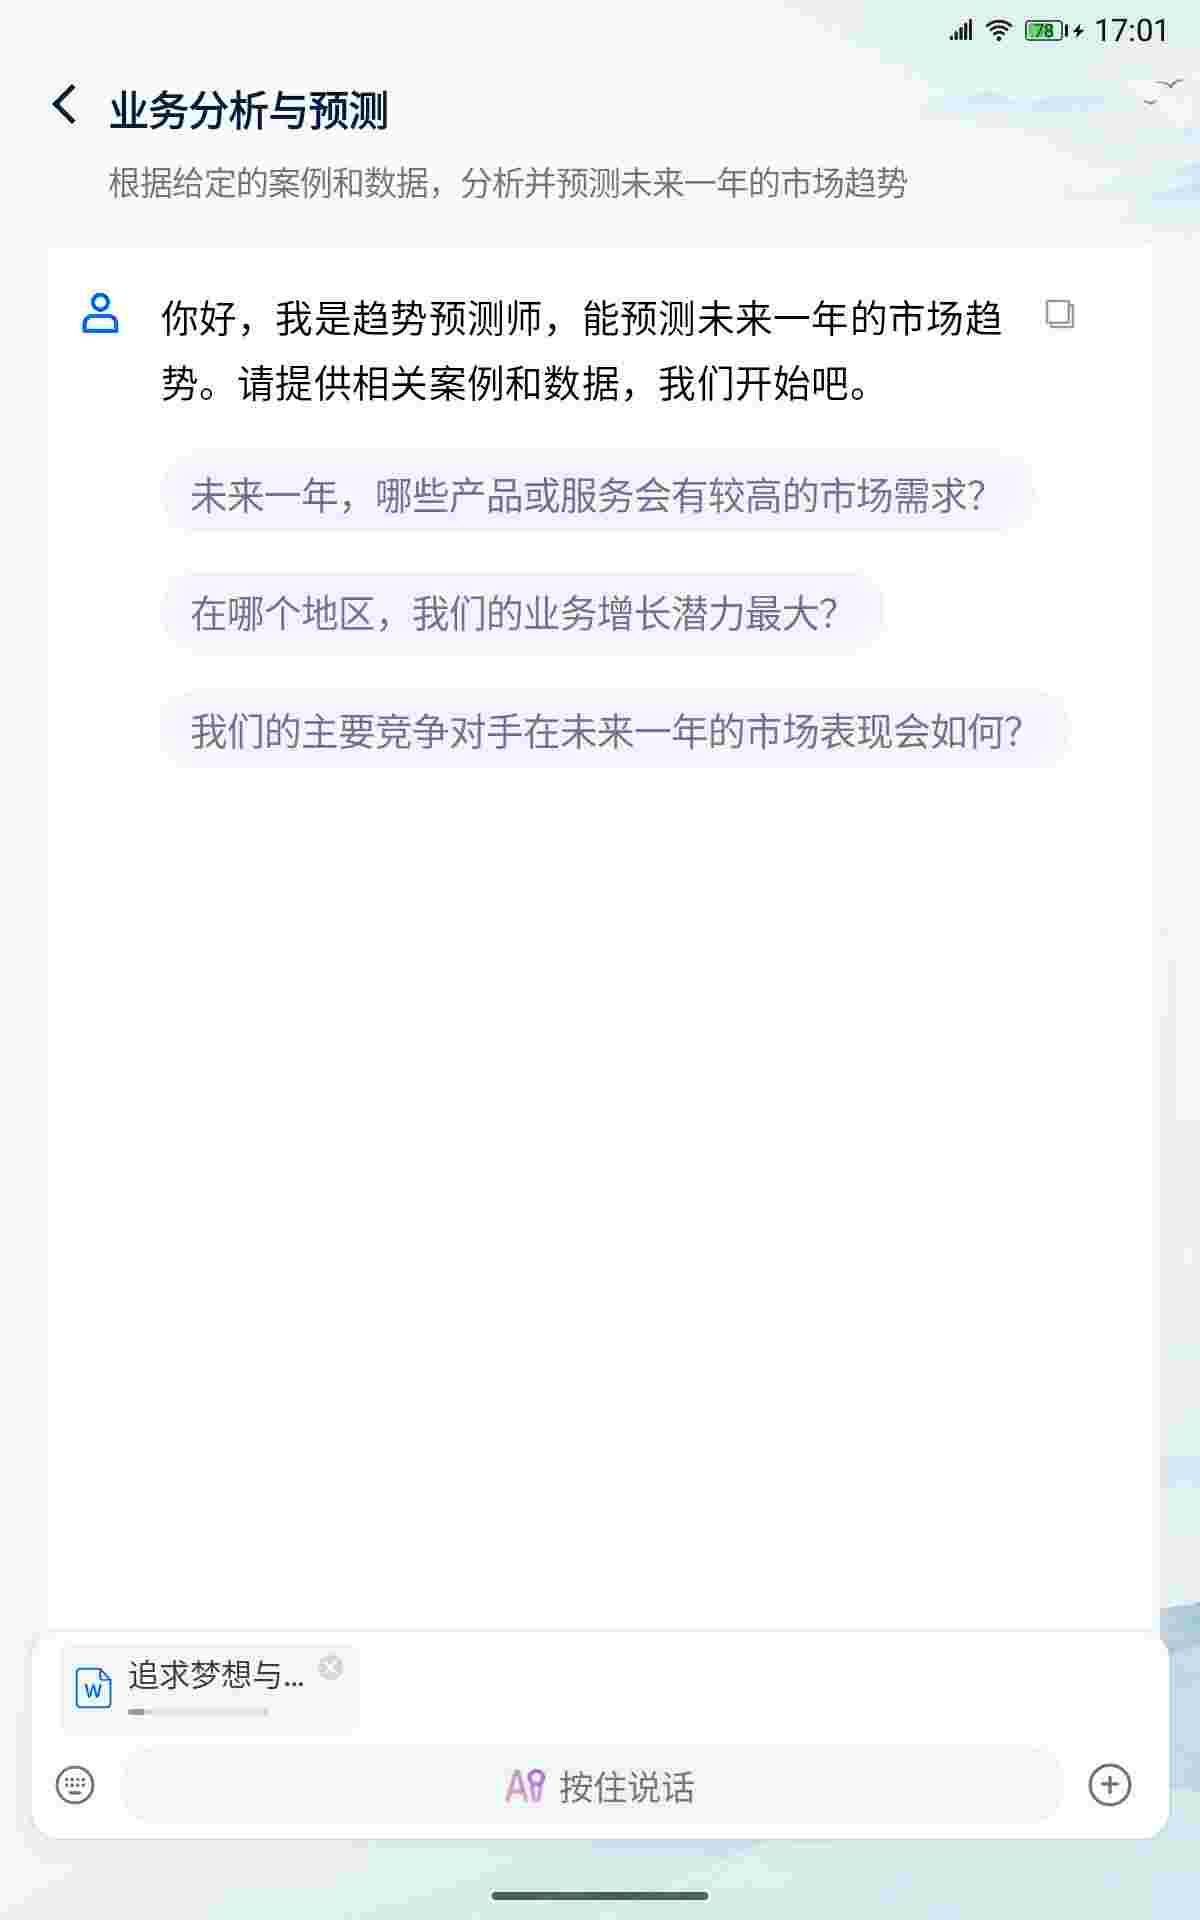 78 17:01
业务分析与预测
根据给定的案例和数据，分析并预测未来一年的市场趋势
你好，我是趋势预测师，能预测未来一年的市场趋
势。请提供相关案例和数据，我们开始吧。
未来一年，哪些产品或服务会有较高的市场需求？
在哪个地区，我们的业务增长潜力最大？
我们的主要竞争对手在未来一年的市场表现会如何？
W 追求梦想与...
AI 按住说话